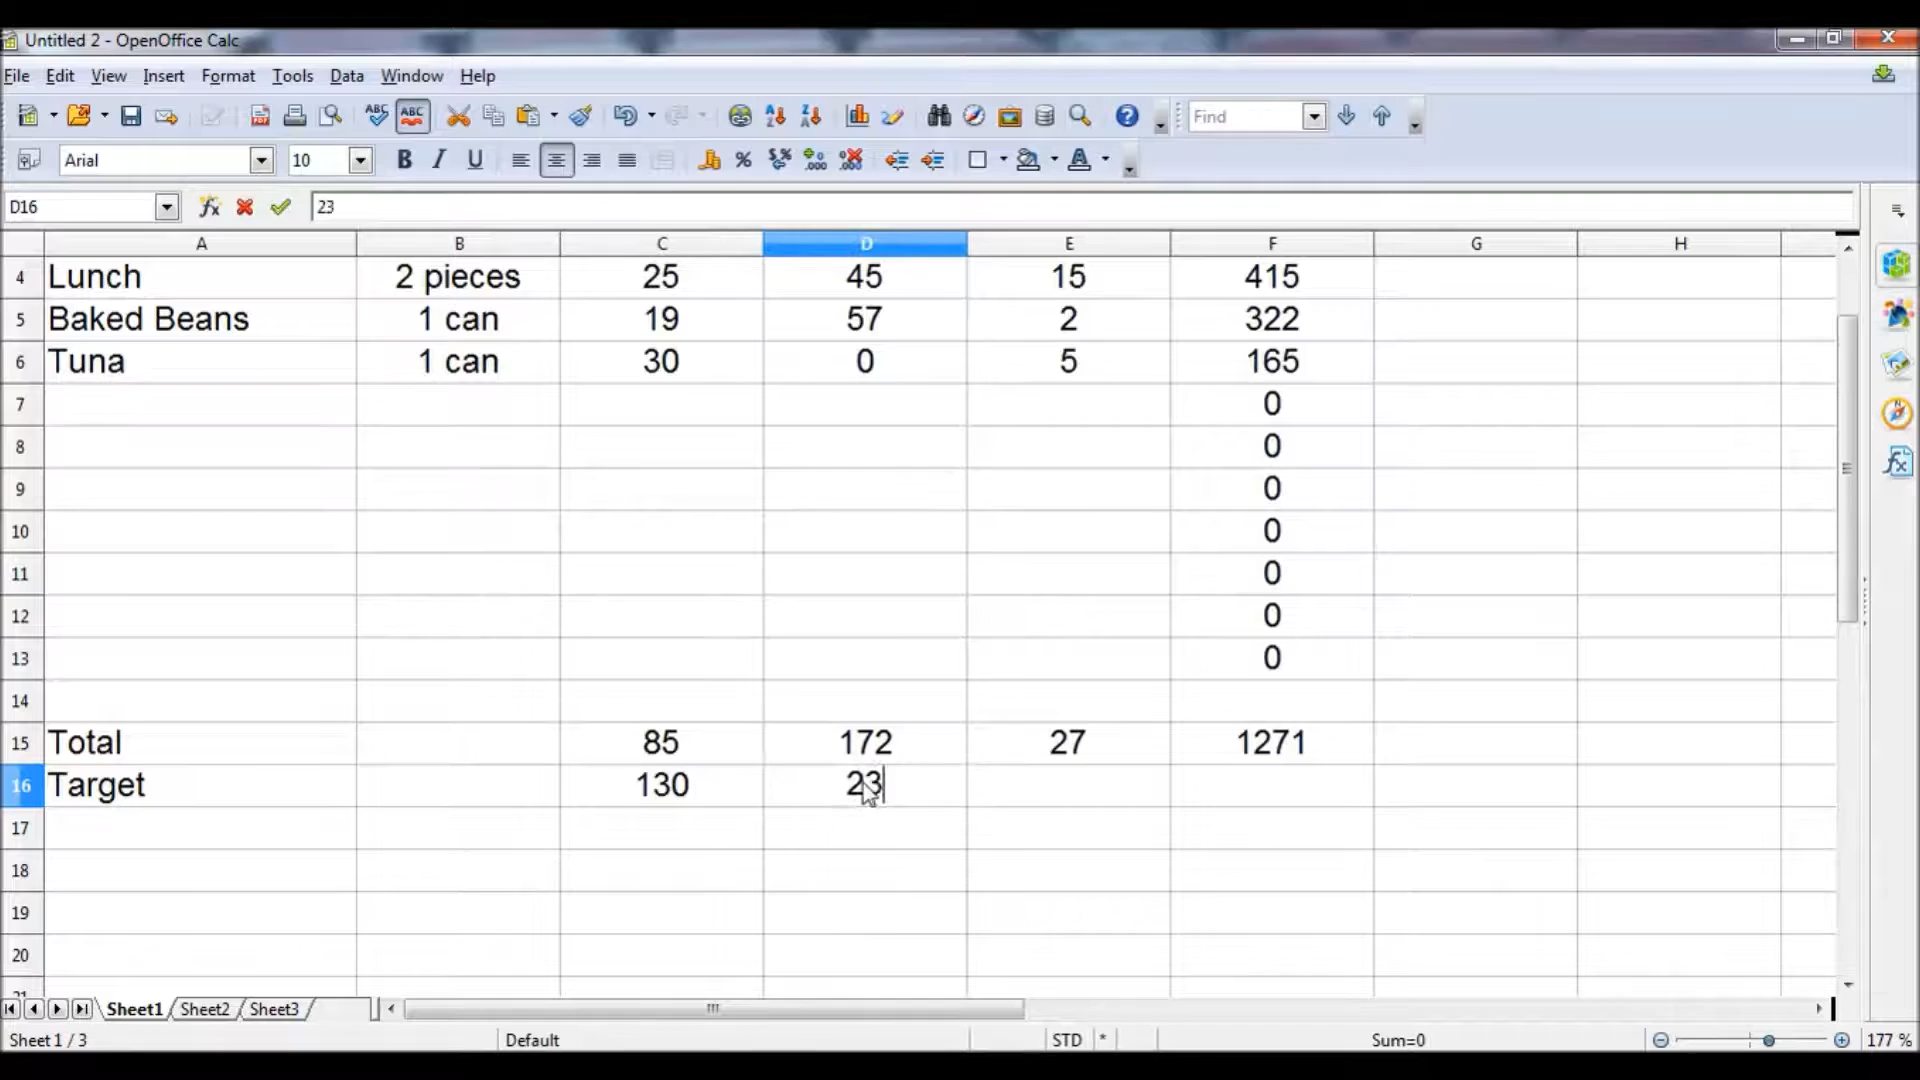 Untitled 2 - OpenOffice Calc
File Edit View Insert Format Tools Data Window Help
Find
Arial 10
D16 23
A B C D E F G H
4 Lunch 2 pieces 25 45 15 415
5 Baked Beans 1 can 19 57 2 322
6 Tuna 1 can 30 0 5 165
7 0
8 0
9 0
10 0
11 0
12 0
13 0
14
15 Total 85 172 27 1271
16 Target 130 23
17
18
19
20
21
Sheet1 Sheet2 Sheet3
Sheet 1 / 3 Default STD * Sum=0 177 %